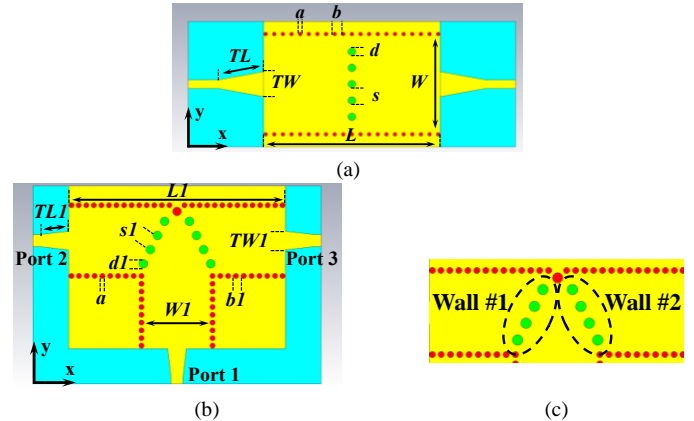 a b
d
TL
TW
W
s
y
L
x
(a)
L1
TL1
s1
TW1
Port 2
Port 3
d1
a
W1
b1
Wall #1 Wall #2
y
x
Port 1
(b)
(c)